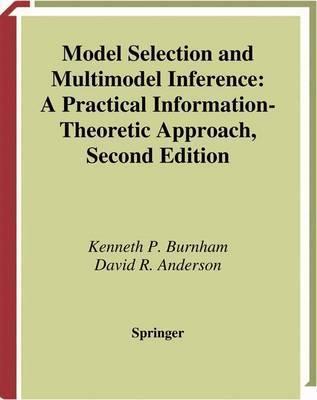 Model Selection and
Multimodel Inference:
A Practical Information-
Theoretic Approach,
Second Edition
Kenneth P. Burnham
David R. Anderson
Springer